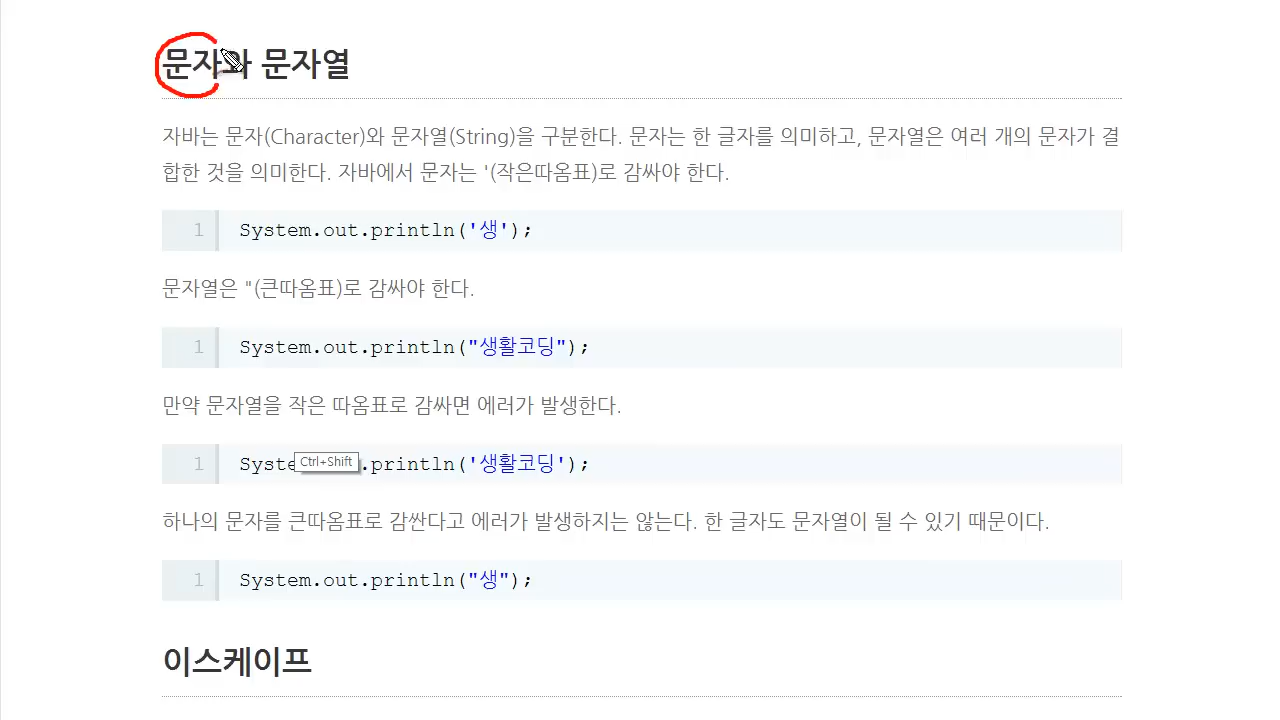 문자와 문자열
자바는 문자(Character)와 문자열(String)을 구분한다. 문자는 한 글자를 의미하고, 문자열은 여러 개의 문자가 결
합한 것을 의미한다. 자바에서 문자는 '(작은따옴표)로 감싸야 한다.
1 System.out.println('생');
문자열은 "(큰따옴표)로 감싸야 한다.
1 System.out.println("생활코딩");
만약 문자열을 작은 따옴표로 감싸면 에러가 발생한다.
1 Syste Ctrl+Shift .println('생활코딩');
하나의 문자를 큰따옴표로 감싼다고 에러가 발생하지는 않는다. 한 글자도 문자열이 될 수 있기 때문이다.
1 System.out.println("생");
이스케이프